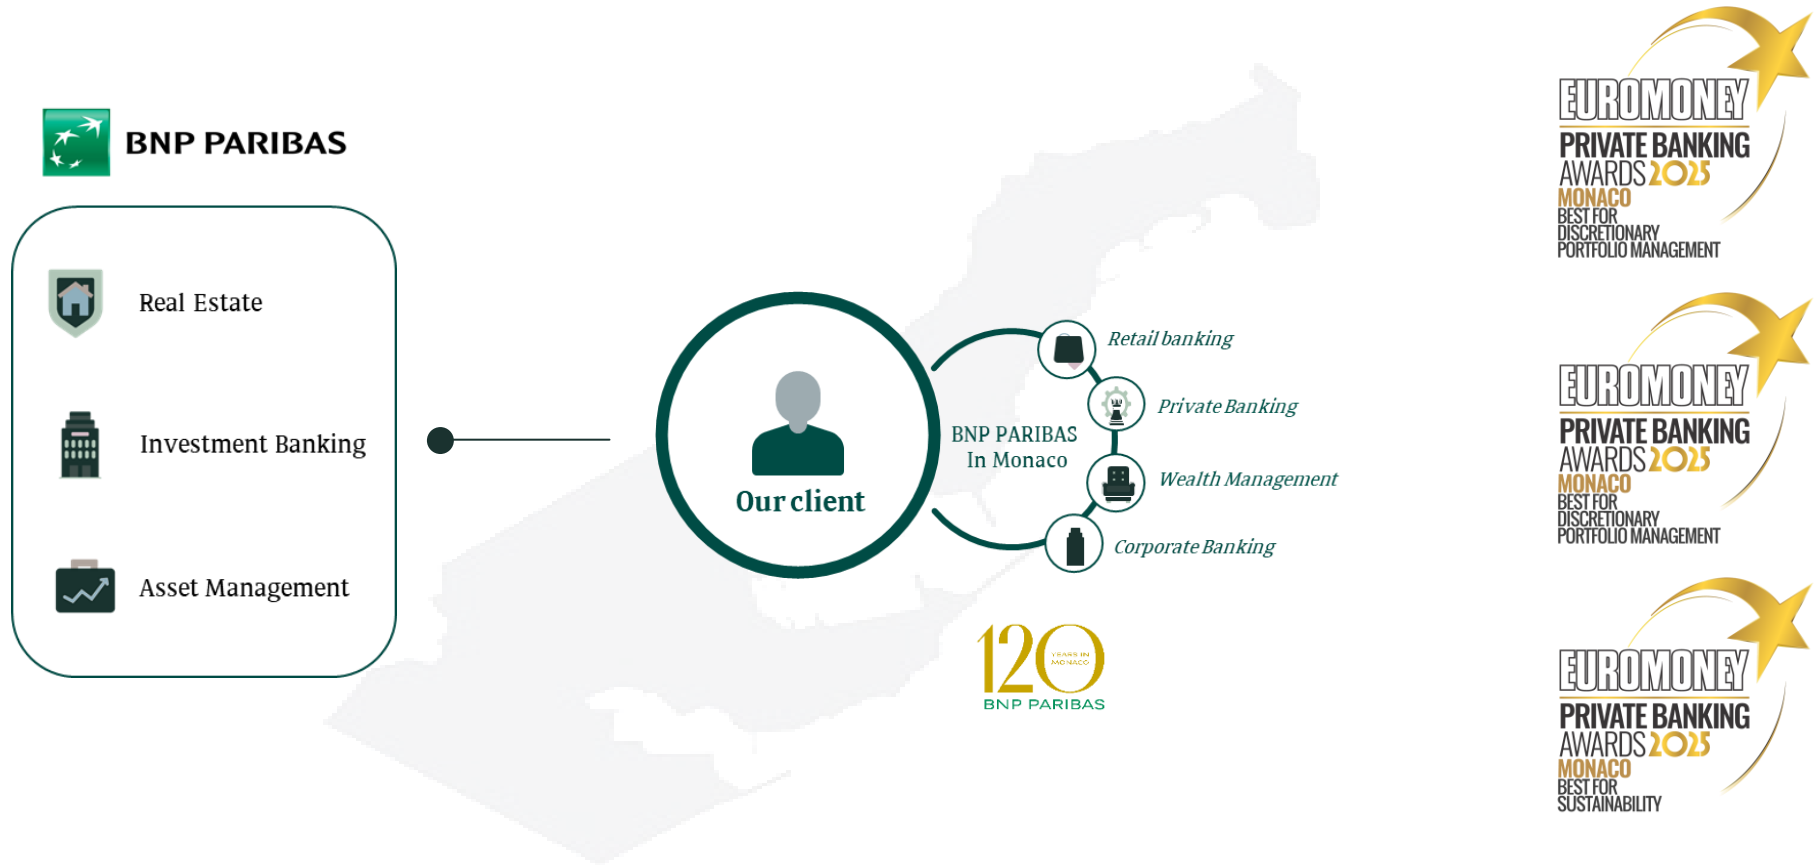 BNP PARIBAS
Real Estate
Investment Banking
Asset Management
Our client
BNP PARIBAS
In Monaco
Retail banking
Private Banking
Wealth Management
Corporate Banking
120
YEARS IN
MONACO
BNP PARIBAS
EUROMONEY
PRIVATE BANKING
AWARDS 2025
MONACO
BEST FOR
DISCRETIONARY
PORTFOLIO MANAGEMENT
EUROMONEY
PRIVATE BANKING
AWARDS 2025
MONACO
BEST FOR
DISCRETIONARY
PORTFOLIO MANAGEMENT
EUROMONEY
PRIVATE BANKING
AWARDS 2025
MONACO
BEST FOR
SUSTAINABILITY